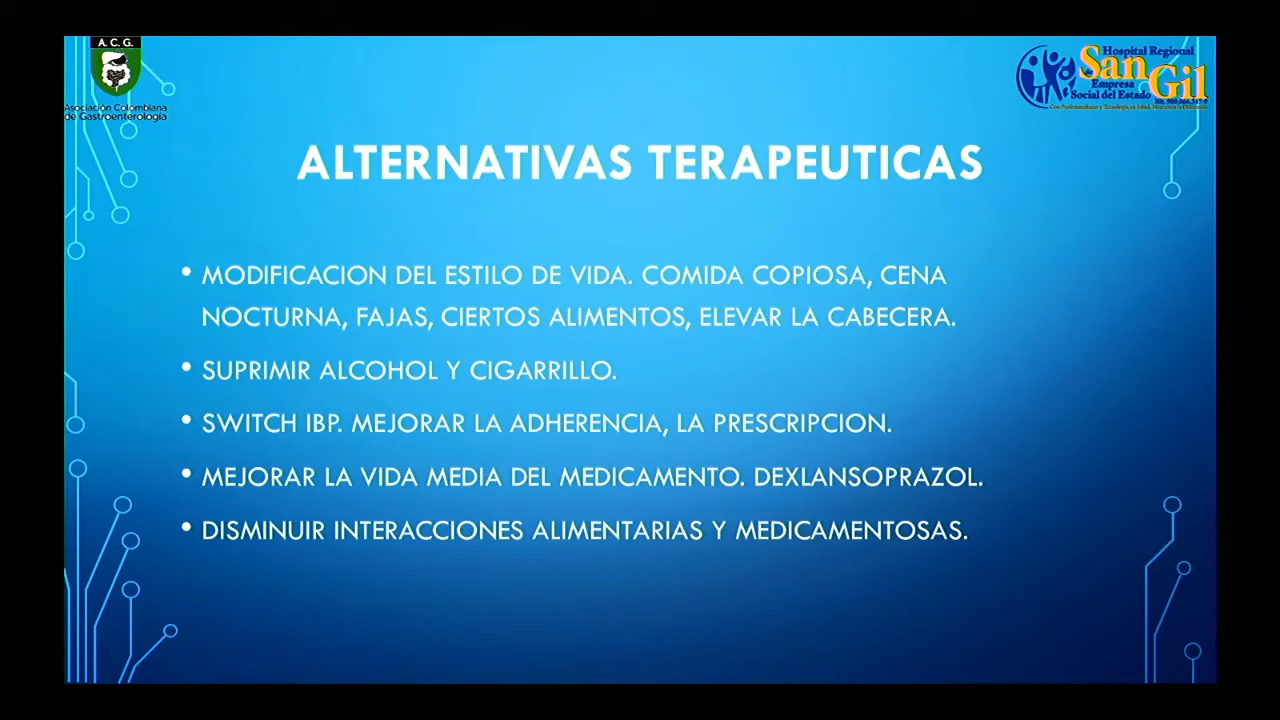 A. C. G.
Asociación Colombiana
de Gastroenterología
Hospital Regional
de San Gil
Empresa
Social del Estado
ALTERNATIVAS TERAPEUTICAS
• MODIFICACION DEL ESTILO DE VIDA. COMIDA COPIOSA, CENA
NOCTURNA, FAJAS, CIERTOS ALIMENTOS, ELEVAR LA CABECERA.
• SUPRIMIR ALCOHOL Y CIGARRILLO.
• SWITCH IBP. MEJORAR LA ADHERENCIA, LA PRESCRIPCION.
• MEJORAR LA VIDA MEDIA DEL MEDICAMENTO. DEXLANSOPRAZOL.
• DISMINUIR INTERACCIONES ALIMENTARIAS Y MEDICAMENTOSAS.